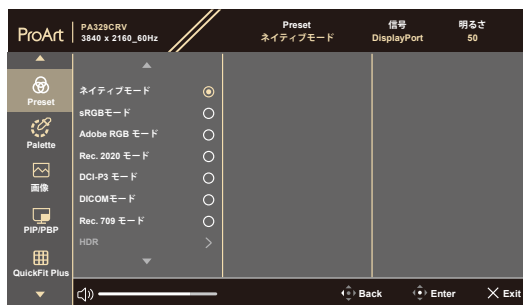 ProArt
PA329CRV
3840 x 2160_60Hz
Preset
ネイティブモード
信号
DisplayPort
明るさ
50
Preset
Palette
画像
PIP/PBP
QuickFit Plus
ネイティブモード
sRGBモード
Adobe RGB モード
Rec. 2020 モード
DCI-P3 モード
DICOMモード
Rec. 709 モード
HDR
Back
Enter
Exit